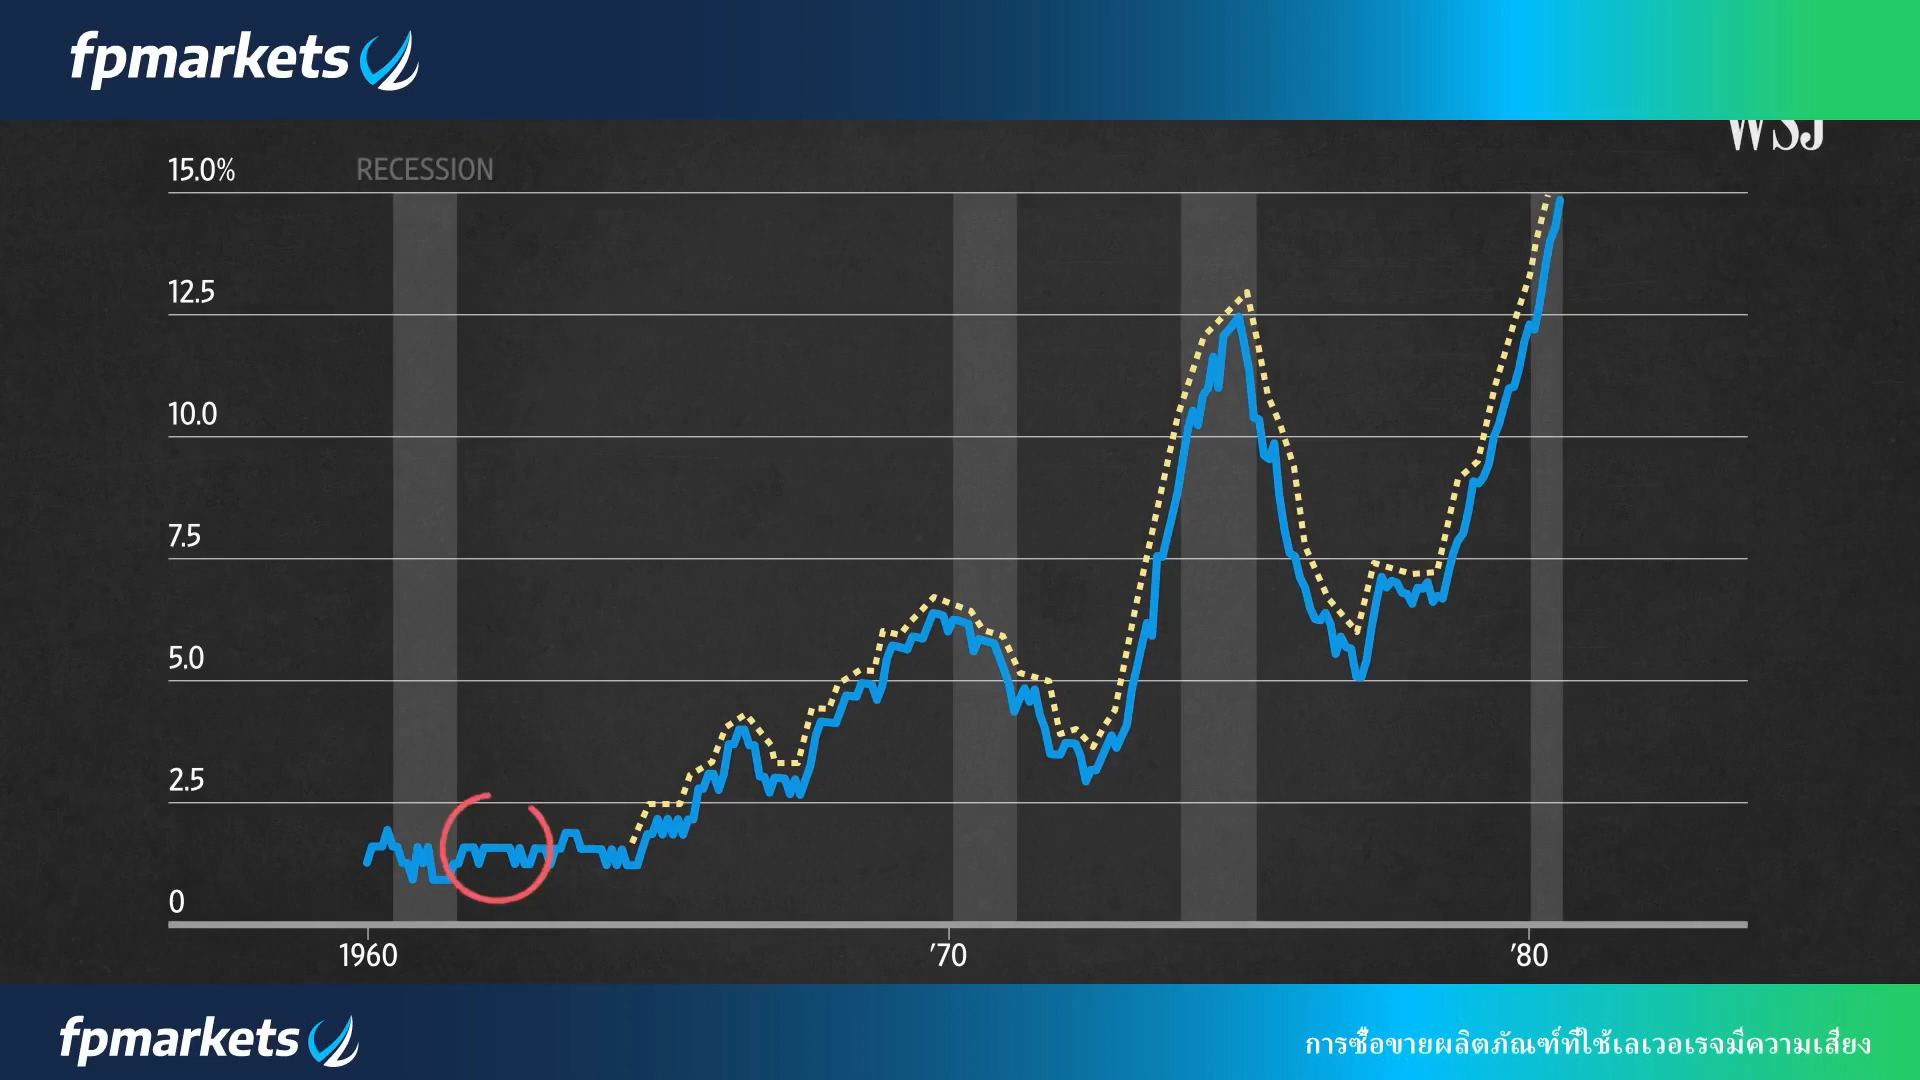 fpmarkets
WSJ
15.0%
RECESSION
12.5
10.0
7.5
5.0
2.5
0
1960
'70
'80
fpmarkets
การซื้อขายผลิตภัณฑ์ที่ใช้เลเวอเรจมีความเสี่ยง